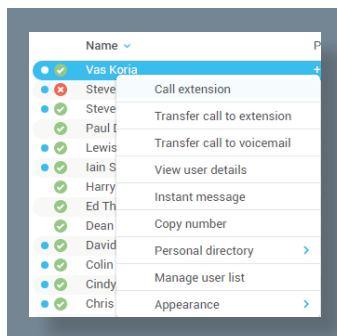 Name P
Vas Koria +
Steve Call extension
Steve Transfer call to extension
Paul Transfer call to voicemail
Lewis View user details
Iain S
Harry Instant message
Ed Th Copy number
Dean
David Personal directory
Colin Manage user list
Cindy
Chris Appearance